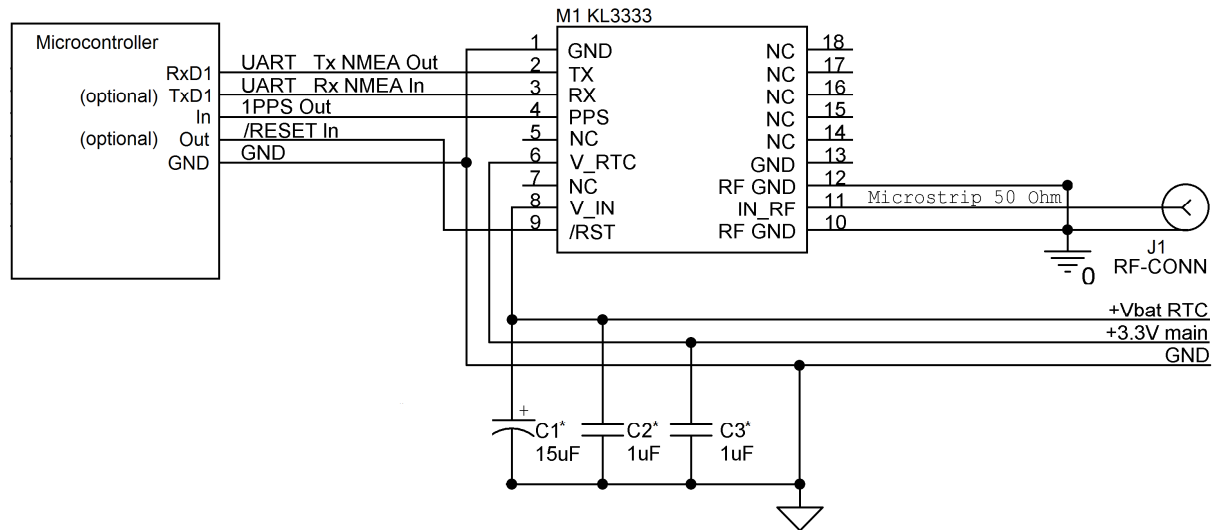 M1 KL3333
Microcontroller
RxD1
(optional) TxD1
In
(optional) Out
GND
UART Tx NMEA Out
UART Rx NMEA In
1PPS Out
/RESET In
GND
1 GND
2 TX
3 RX
4 PPS
5 NC
6 V_RTC
7 NC
8 V_IN
9 /RST
NC 18
NC 17
NC 16
NC 15
NC 14
GND 13
RF GND 12
IN_RF 11
RF GND 10
Microstrip 50 Ohm
J1
RF-CONN
0
+Vbat RTC
+3.3V main
GND
+
C1*
15uF
C2*
1uF
C3*
1uF